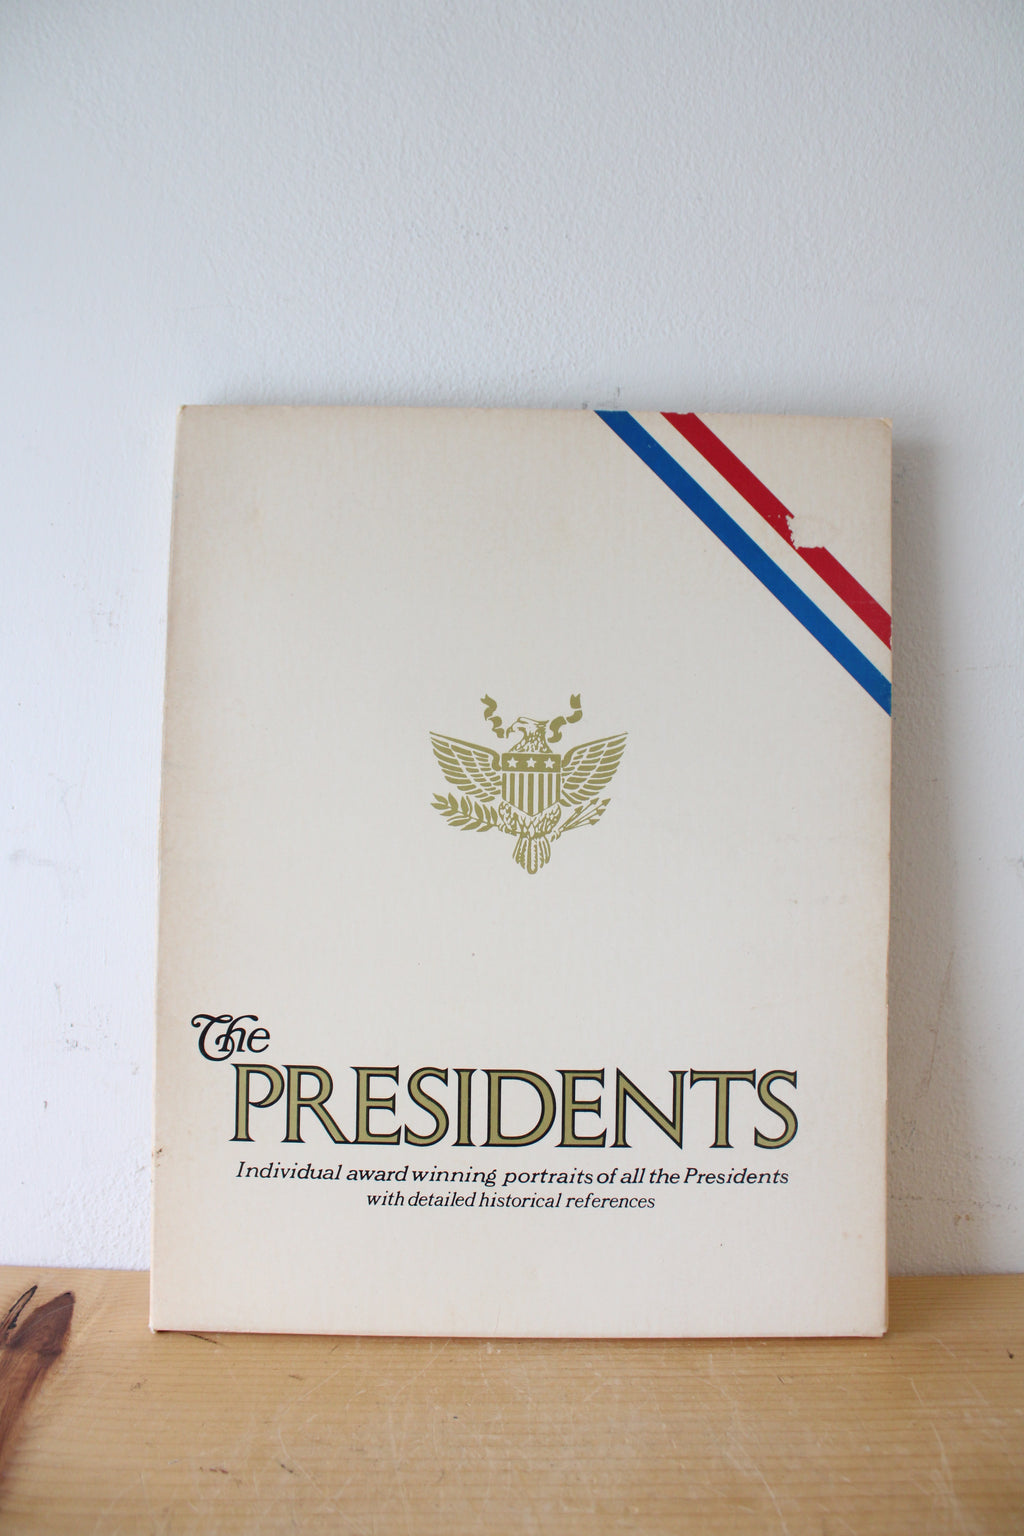 The
PRESIDENTS
Individual award winning portraits of all the Presidents
with detailed historical references